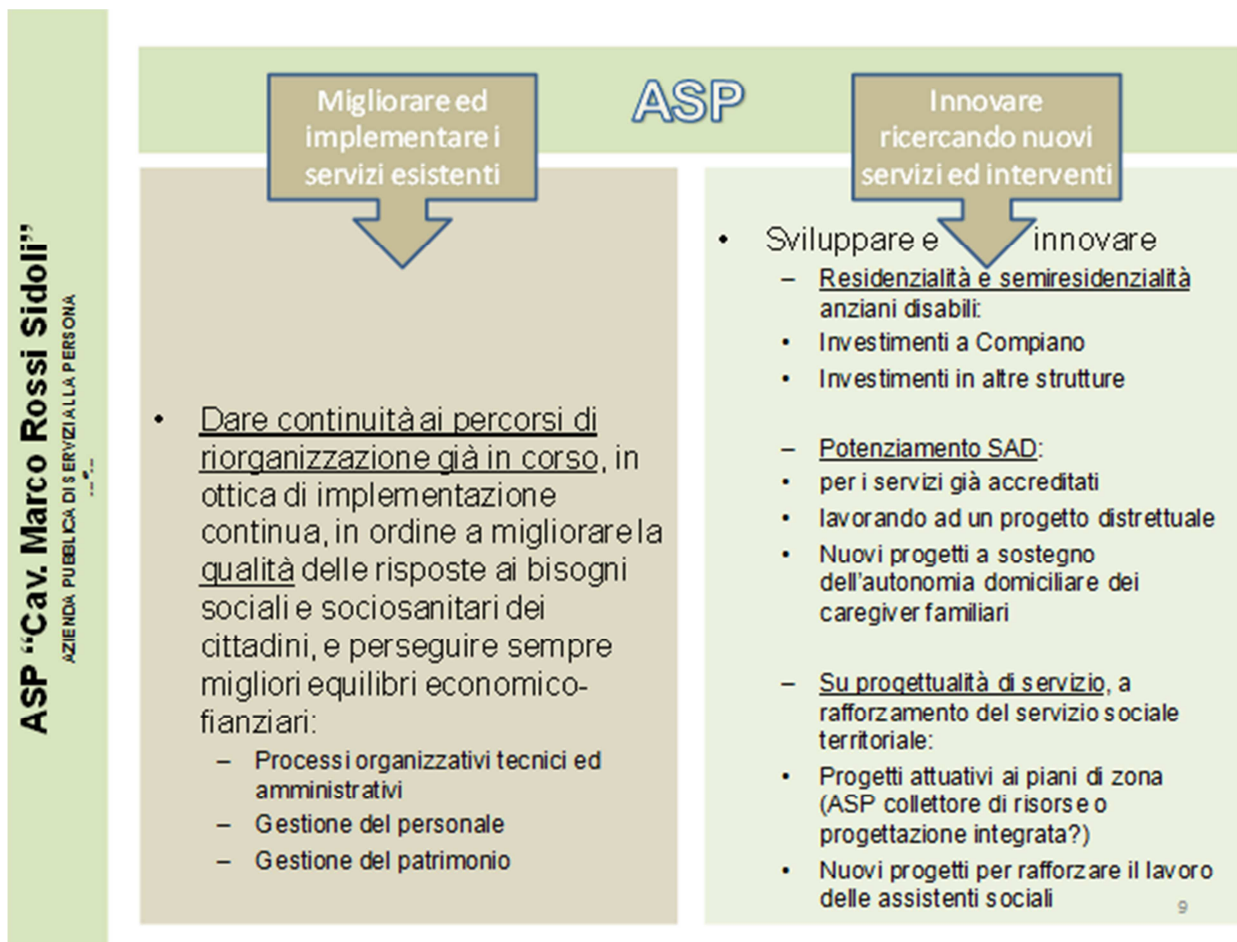 ASP “Cav. Marco Rossi Sidoli”
AZIENDA PUBBLICA DI SERVIZI ALLA PERSONA
ASP
Migliorare ed
implementare i
servizi esistenti
• Dare continuità ai percorsi di
riorganizzazione già in corso, in
ottica di implementazione
continua, in ordine a migliorare la
qualità delle risposte ai bisogni
sociali e sociosanitari dei
cittadini, e perseguire sempre
migliori equilibri economico-
fianziari:
– Processi organizzativi tecnici ed
amministrativi
– Gestione del personale
– Gestione del patrimonio
Innovare
ricercando nuovi
servizi ed interventi
• Sviluppare e innovare
– Residenzialità e semiresidenzialità
anziani disabili:
• Investimenti a Compiano
• Investimenti in altre strutture
– Potenziamento SAD:
• per i servizi già accreditati
• lavorando ad un progetto distrettuale
• Nuovi progetti a sostegno
dell’autonomia domiciliare dei
caregiver familiari
– Su progettualità di servizio, a
rafforzamento del servizio sociale
territoriale:
• Progetti attuativi ai piani di zona
(ASP collettore di risorse o
progettazione integrata?)
• Nuovi progetti per rafforzare il lavoro
delle assistenti sociali
9